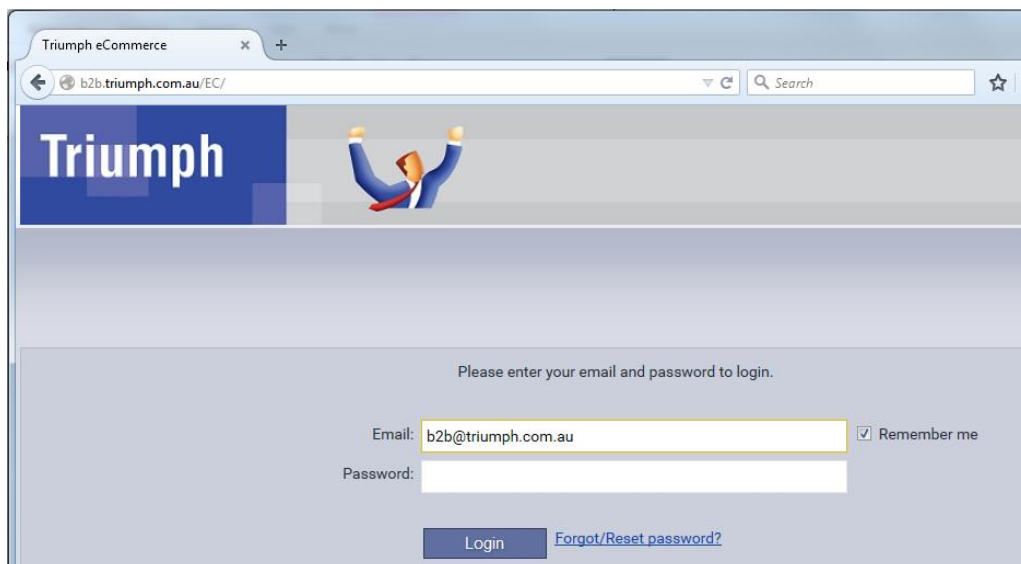 Triumph eCommerce
b2b.triumph.com.au/EC/ Search
Triumph
Please enter your email and password to login.
Email: b2b@triumph.com.au Remember me
Password:
Login Forgot/Reset password?